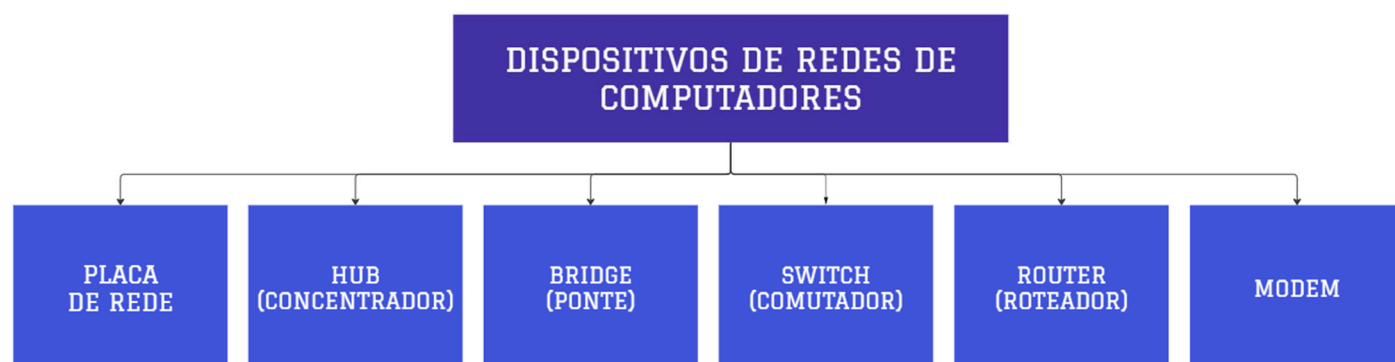 DISPOSITIVOS DE REDES DE
COMPUTADORES
PLACA
DE REDE
HUB
(CONCENTRADOR)
BRIDGE
(PONTE)
SWITCH
(COMUTADOR)
ROUTER
(ROTEADOR)
MODEM